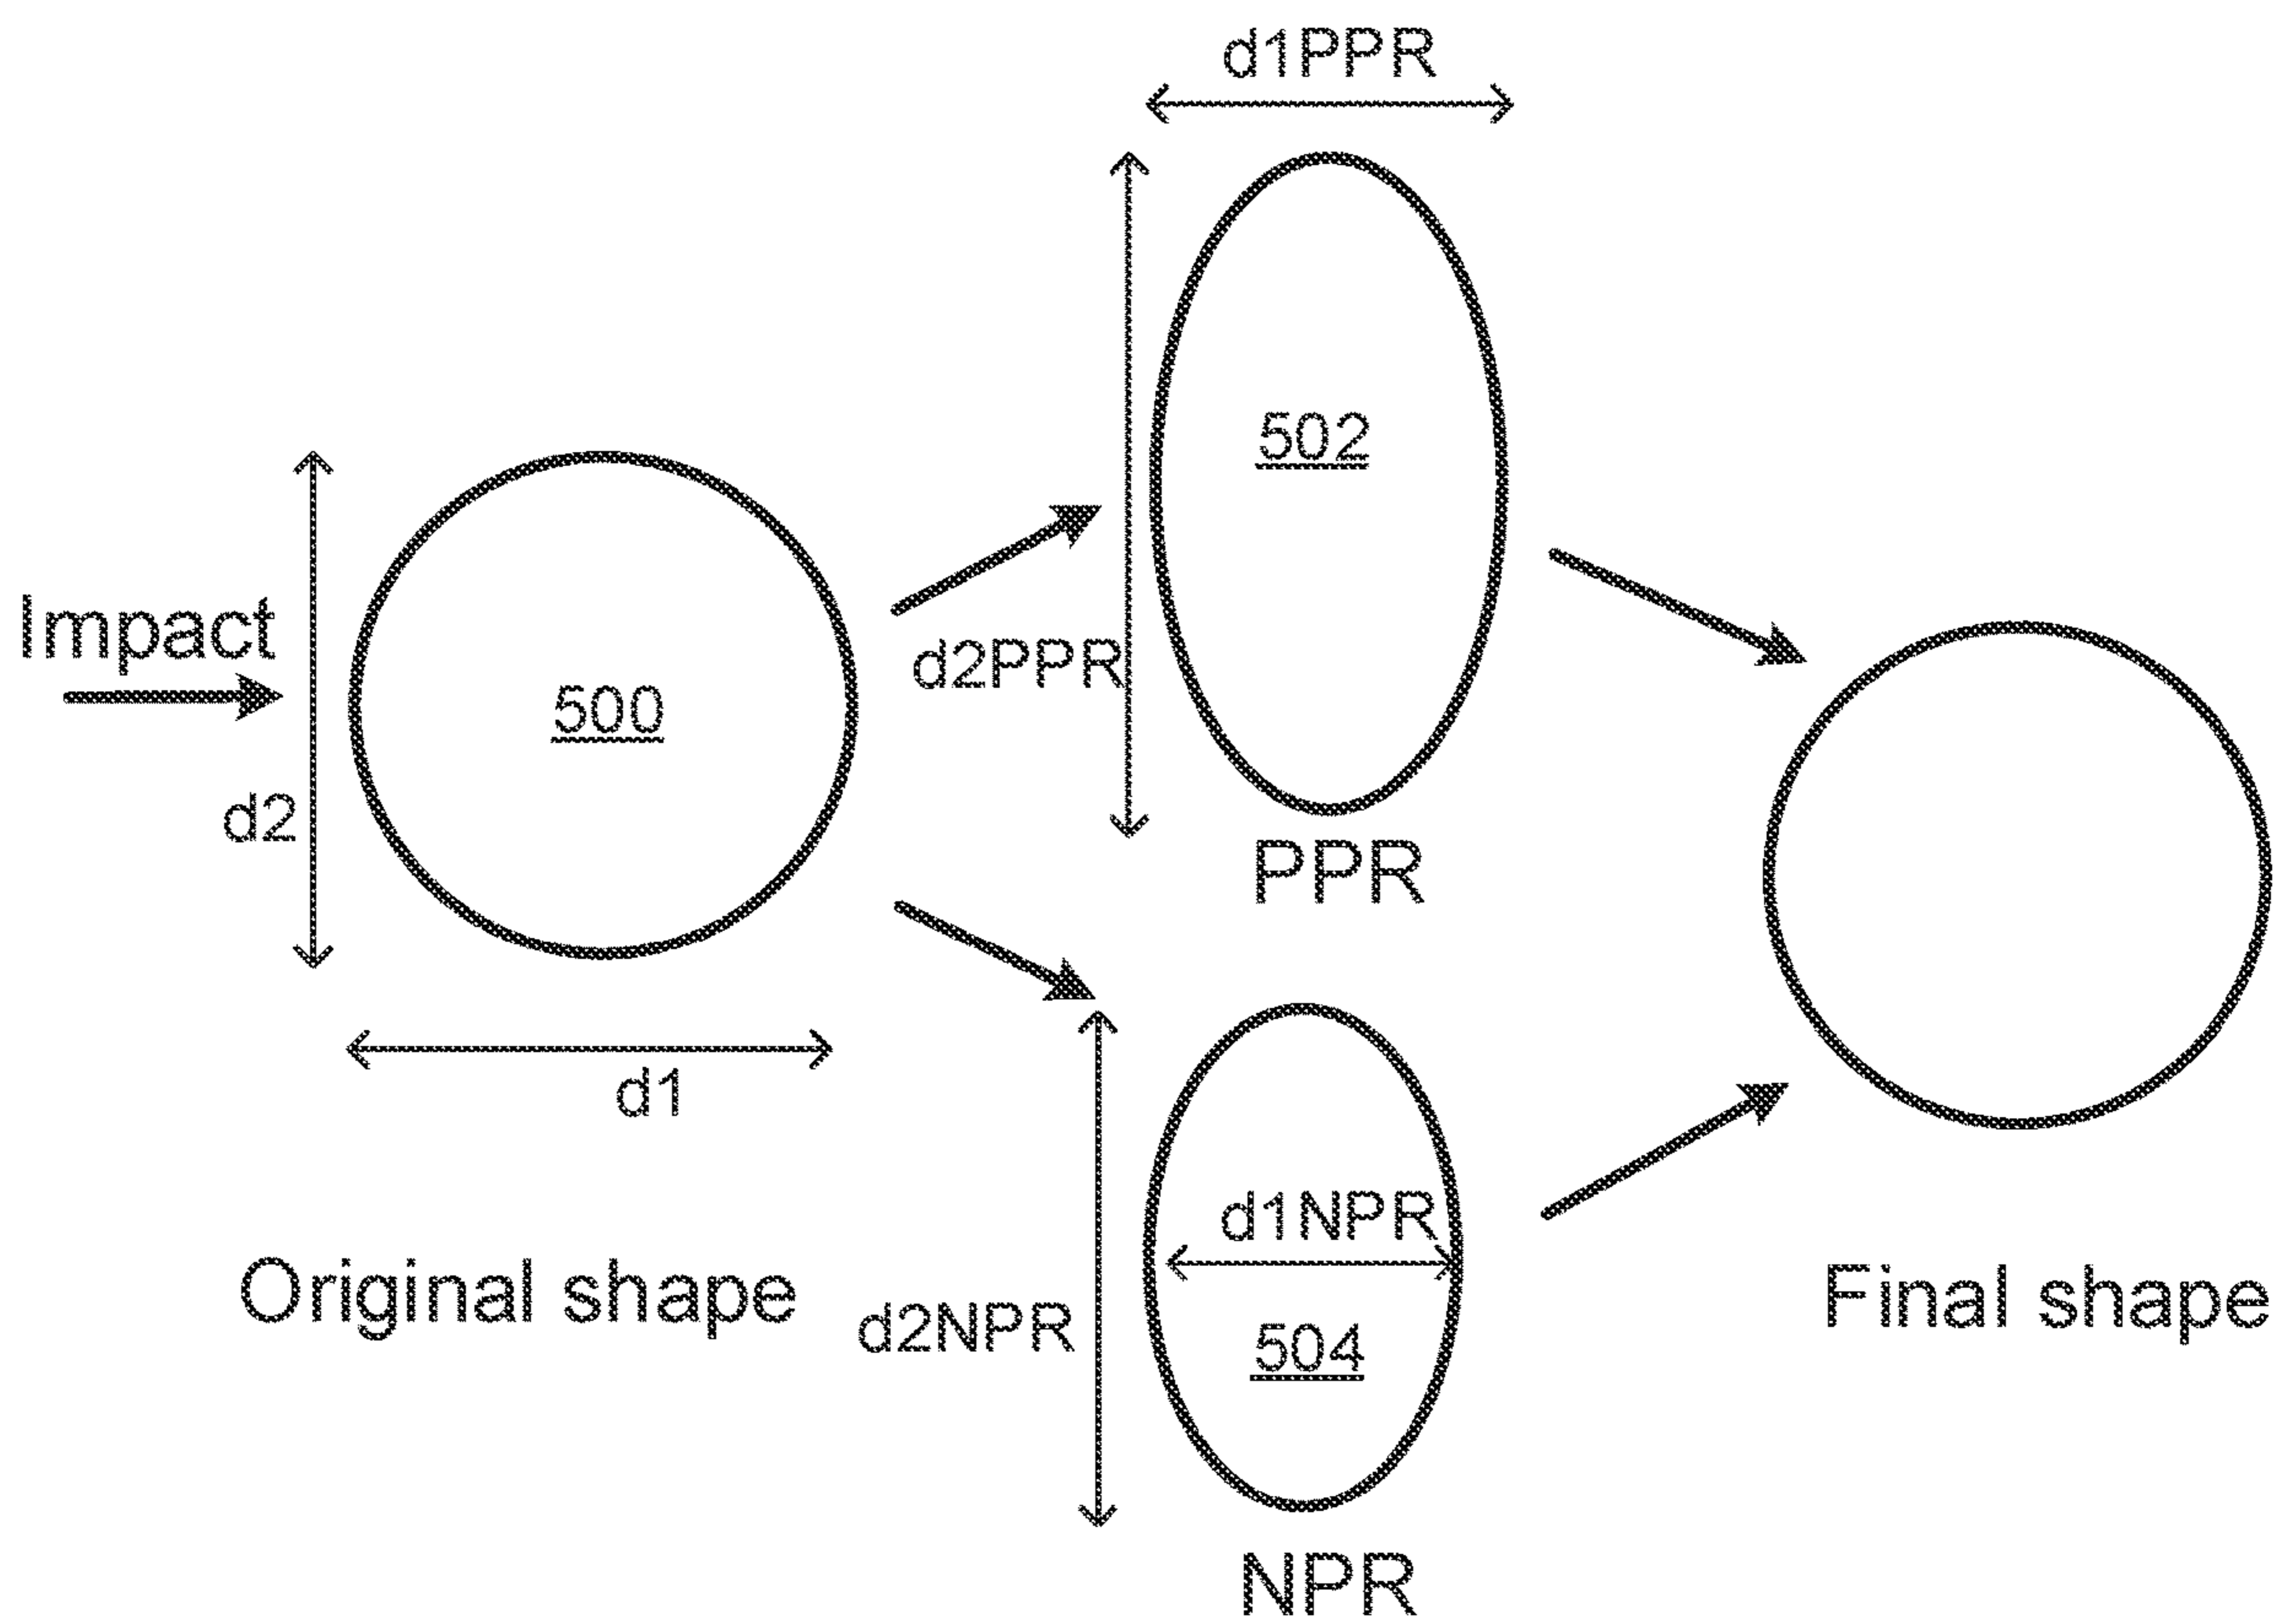 d1PPR
502
Impact
d2PPR
500
d2
PPR
d1
d1NPR
Original shape
d2NPR
504
Final shape
NPR